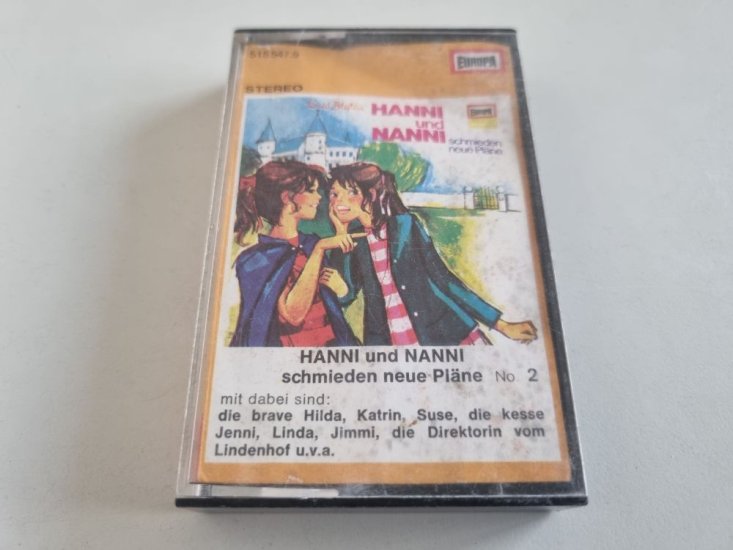 515 547.9
EUROPA
STEREO
Enid Blyton
HANNI
und
NANNI
EUROPA
schmieden
neue Pläne
HANNI und NANNI
schmieden neue Pläne No. 2
mit dabei sind:
die brave Hilda, Katrin, Suse, die kesse
Jenni, Linda, Jimmi, die Direktorin vom
Lindenhof u.v.a.